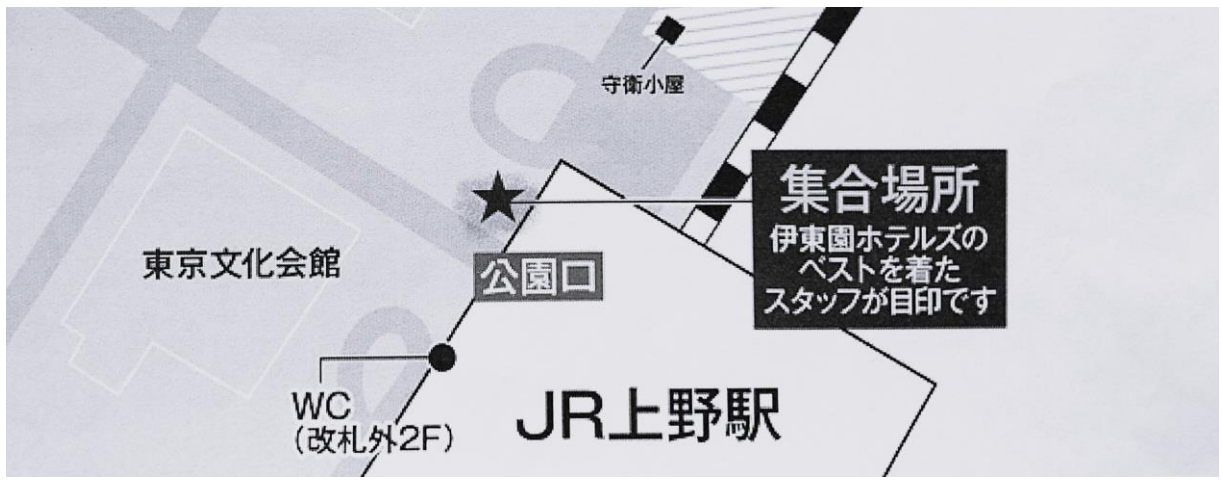 守衛小屋
集合場所
伊東園ホテルズの
ベストを着た
スタッフが目印です
東京文化会館
公園口
WC
(改札外2F)
JR上野駅